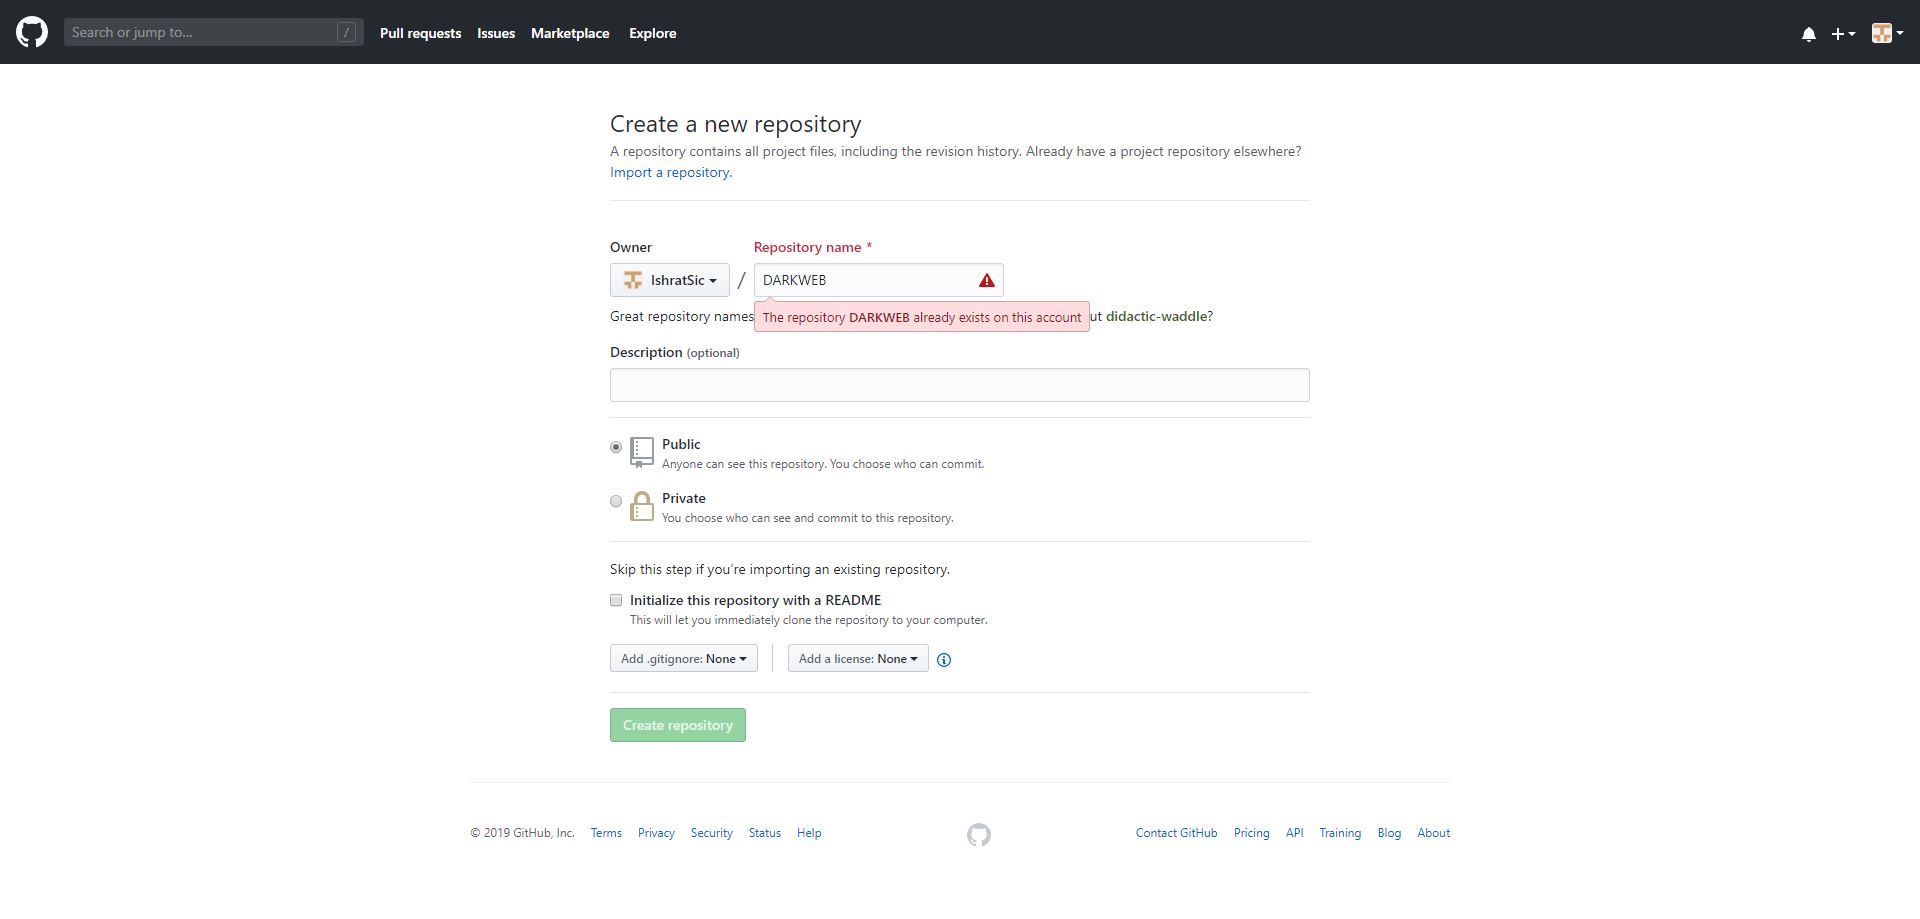 Search or jump to...
/
Pull requests
Issues
Marketplace
Explore
Create a new repository
A repository contains all project files, including the revision history. Already have a project repository elsewhere?
Import a repository.
Owner
Repository name *
IshratSic
/
DARKWEB
Great repository names
The repository DARKWEB already exists on this account
ut didactic-waddle?
Description (optional)
Public
Anyone can see this repository. You choose who can commit.
Private
You choose who can see and commit to this repository.
Skip this step if you’re importing an existing repository.
Initialize this repository with a README
This will let you immediately clone the repository to your computer.
Add .gitignore: None
Add a license: None
Create repository
© 2019 GitHub, Inc.
Terms
Privacy
Security
Status
Help
Contact GitHub
Pricing
API
Training
Blog
About